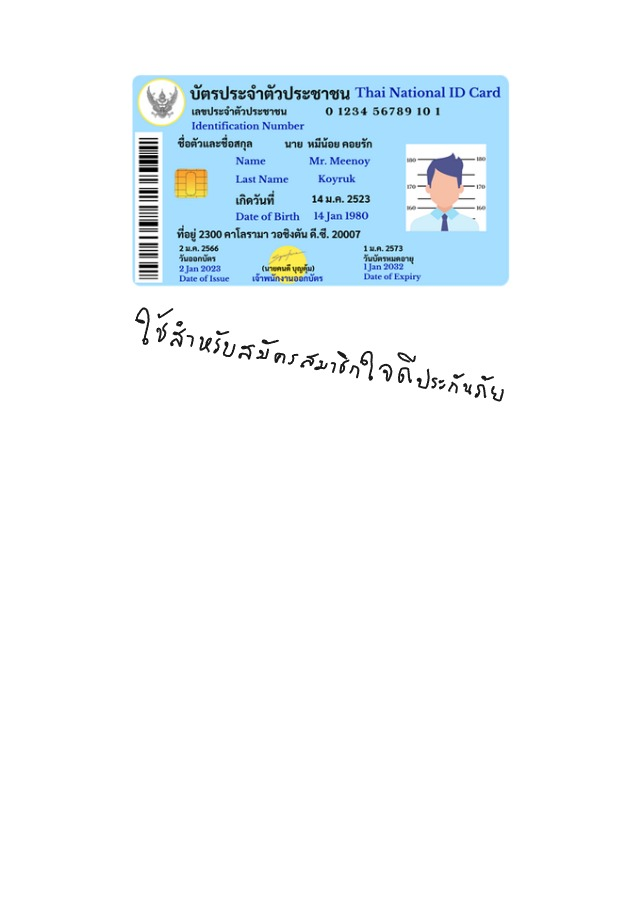 บัตรประจำตัวประชาชน Thai National ID Card
เลขประจำตัวประชาชน 0 1234 56789 10 1
Identification Number
ชื่อตัวและชื่อสกุล นาย หมีน้อย คอยรัก
Name Mr. Meenoy
Last Name Koyruk
เกิดวันที่ 14 ม.ค. 2523
Date of Birth 14 Jan 1980
ที่อยู่ 2300 คาโลรามา วอชิงตัน ดี.ซี. 20007
2 ม.ค. 2566
วันออกบัตร
2 Jan 2023
Date of Issue
(นายคนดี บุญคุ้ม)
เจ้าพนักงานออกบัตร
1 ม.ค. 2573
วันบัตรหมดอายุ
1 Jan 2032
Date of Expiry
180 180
170 170
160 160
ใช้สำหรับสมัครสมาชิกใจดีประกันภัย